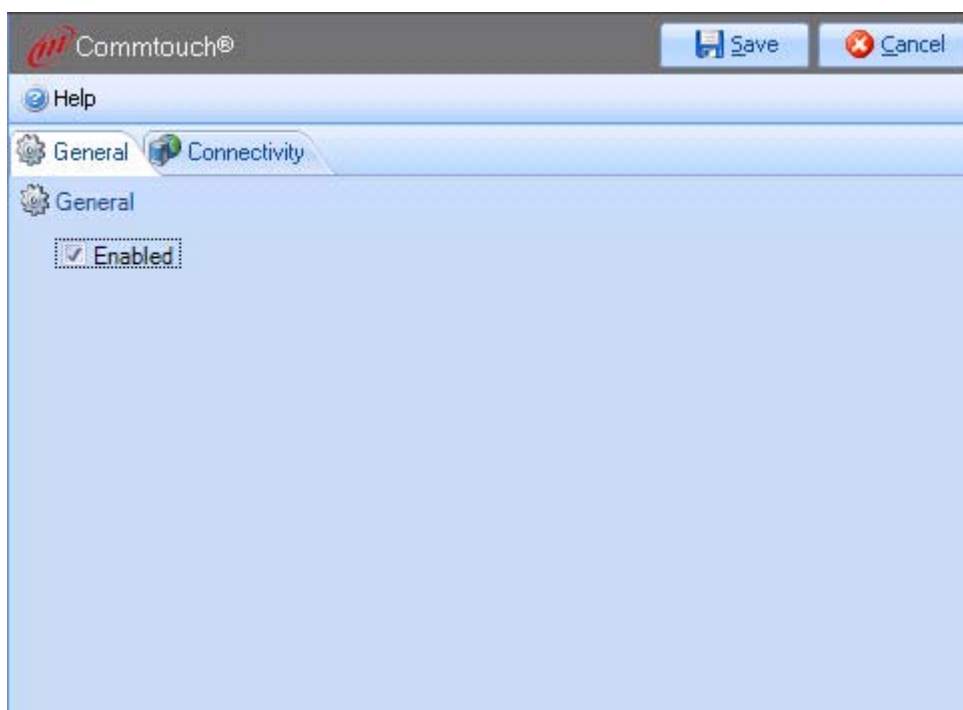 Commtouch® Save Cancel
Help
General Connectivity
General
Enabled